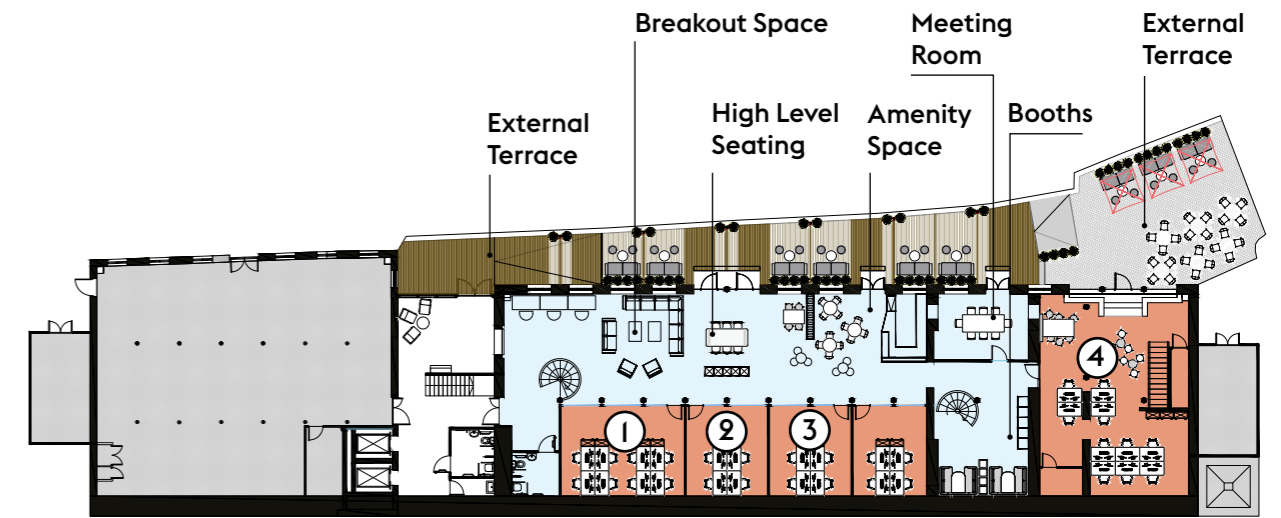 Breakout Space
Meeting
Room
External
Terrace
External
Terrace
High Level
Seating
Amenity
Space
Booths
1
2
3
4